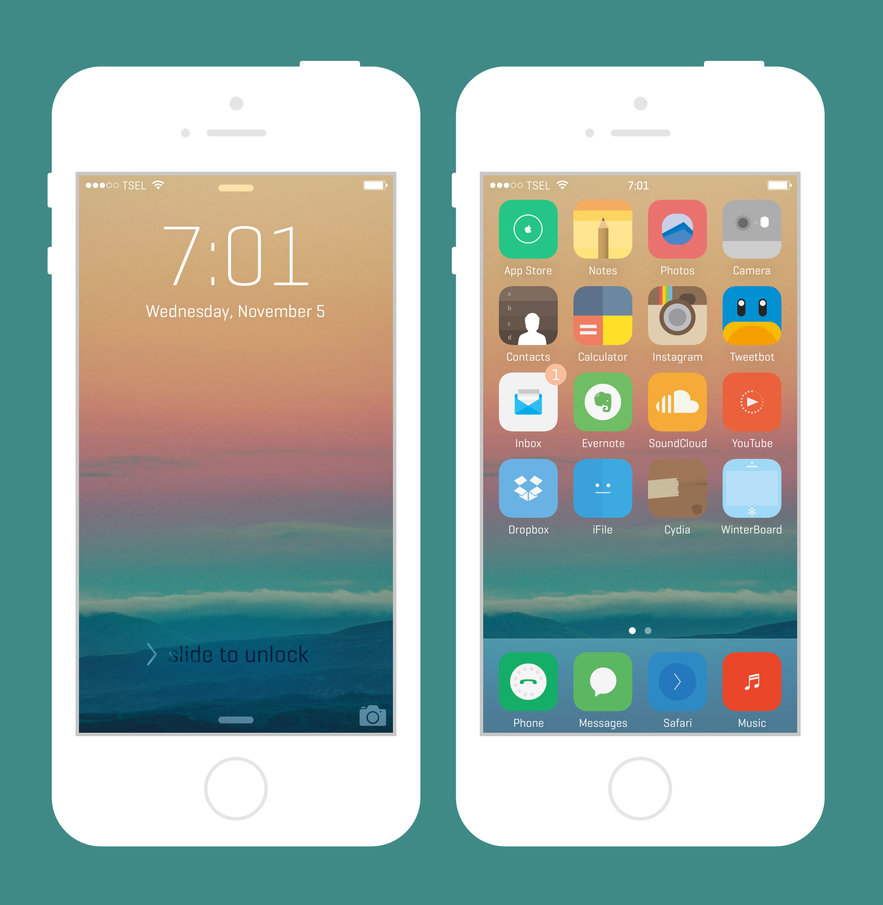 TSEL
7:01
Wednesday, November 5
slide to unlock
TSEL 7:01
App Store Notes Photos Camera
a
b
c
d
Contacts Calculator Instagram Tweetbot
1
Inbox Evernote SoundCloud YouTube
Dropbox iFile Cydia WinterBoard
Phone Messages Safari Music